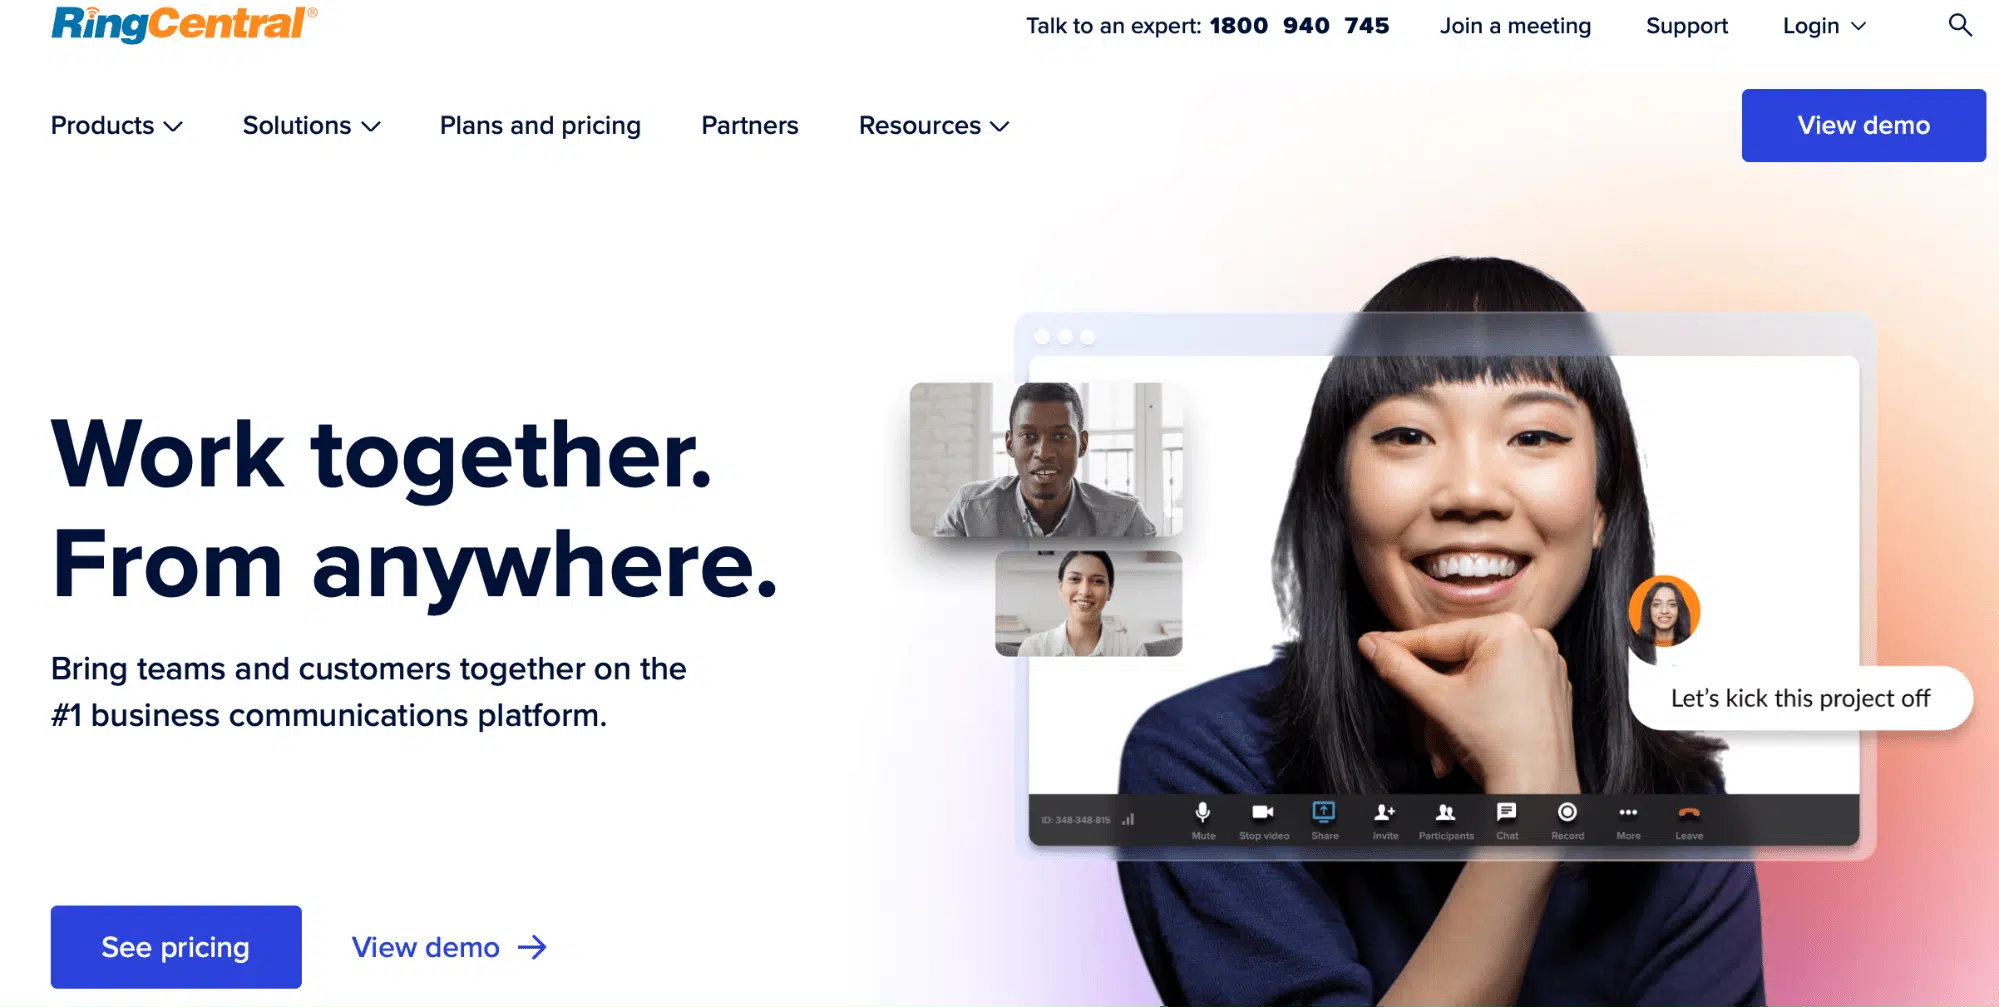 RingCentral®
Talk to an expert: 1800 940 745
Join a meeting
Support
Login
Products
Solutions
Plans and pricing
Partners
Resources
View demo
Work together.
From anywhere.
Bring teams and customers together on the
#1 business communications platform.
See pricing
View demo
Let's kick this project off
ID: 348-348-815
Mute
Stop video
Share
Invite
Participants
Chat
Record
More
Leave